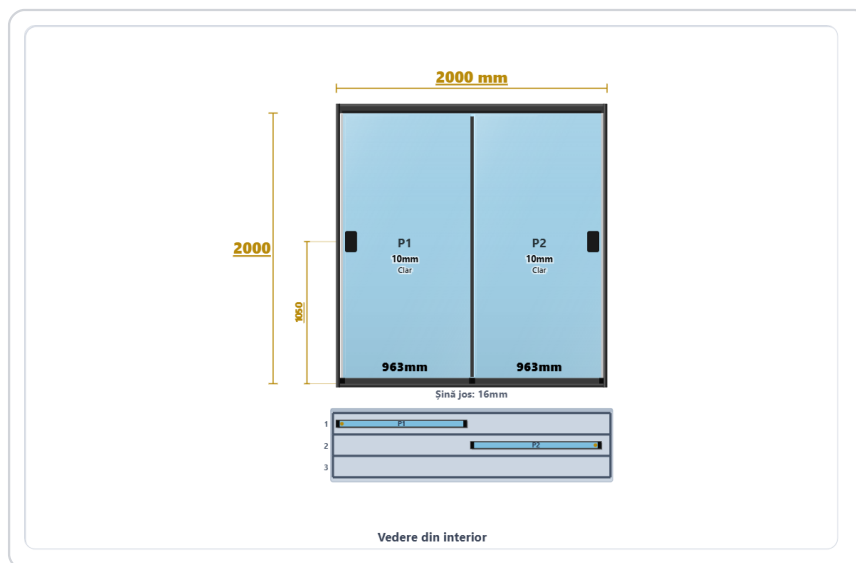 2000 mm
2000
1050
P1
10mm
Clar
P2
10mm
Clar
963mm
963mm
Șină jos: 16mm
1
P1
2
P2
3
Vedere din interior